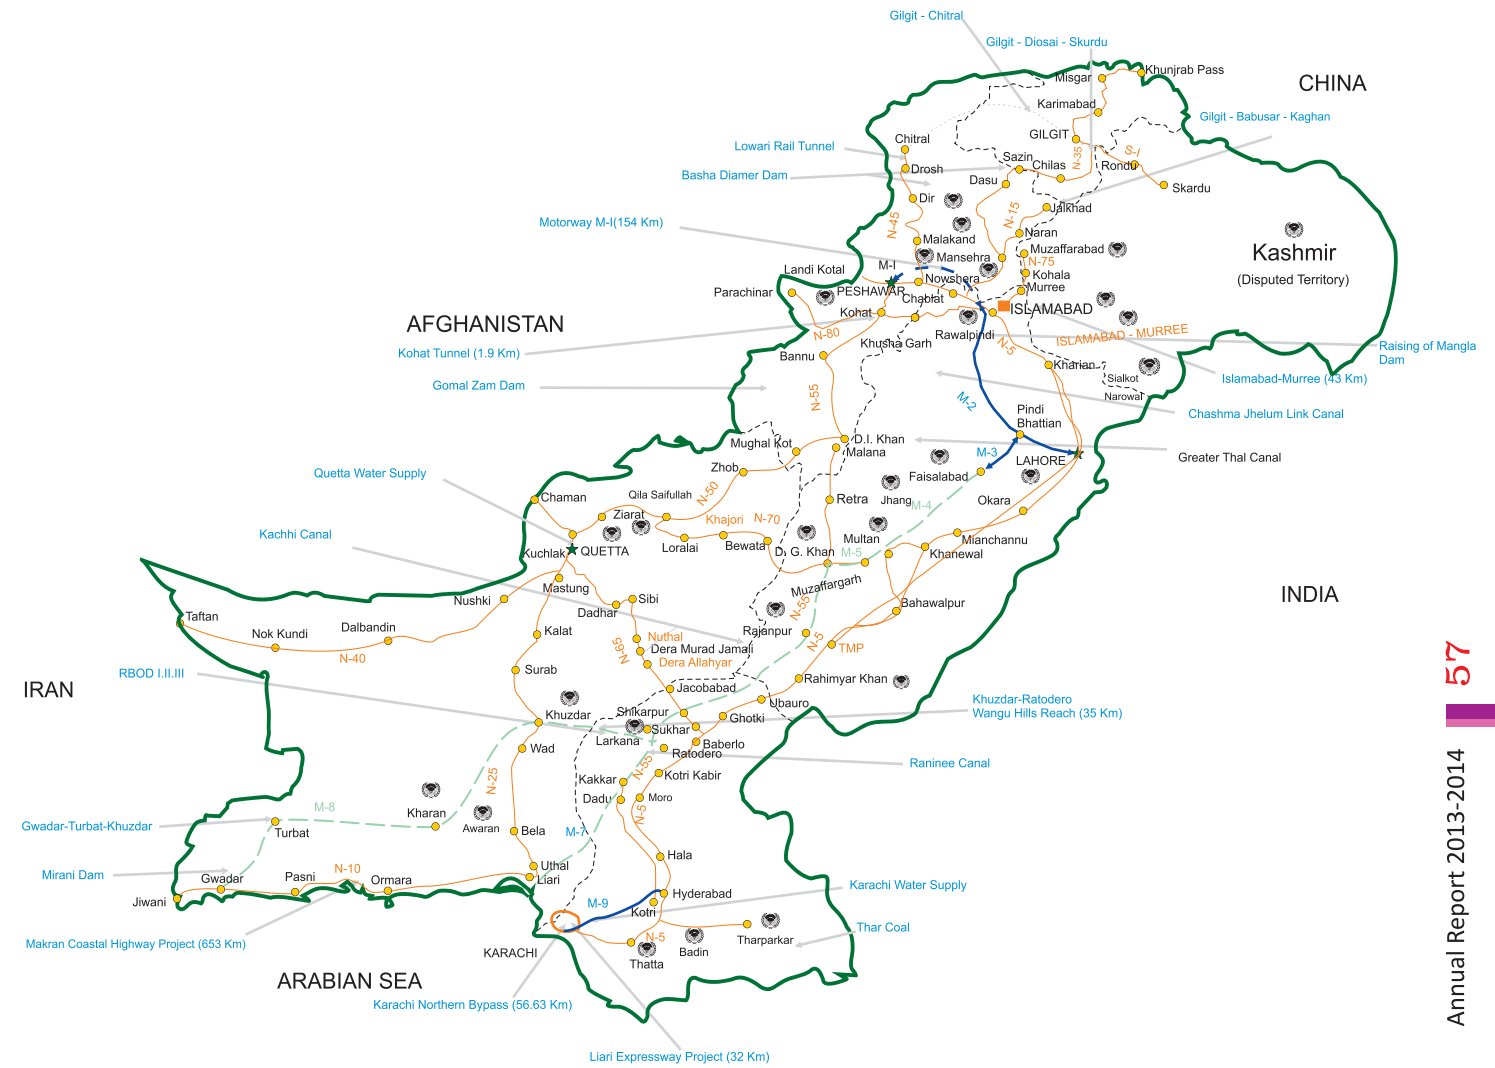 Gilgit - Chitral
Gilgit - Diosai - Skurdu
Khunjrab Pass
Misgar
CHINA
Karimabad
Gilgit - Babusar - Kaghan
GILGIT
Chitral
Lowari Rail Tunnel
N-35
S-I
Sazin
Chilas
Rondu
Drosh
Basha Diamer Dam
Dasu
Skardu
Dir
Jalkhad
Motorway M-I(154 Km)
N-45
N-15
Naran
Malakand
Muzaffarabad
Kashmir
(Disputed Territory)
Mansehra
N-75
M-I
Landi Kotal
Kohala
Nowshera
Murree
Parachinar
PESHAWAR
Chablat
ISLAMABAD
Kohat
AFGHANISTAN
N-80
Rawalpindi
ISLAMABAD - MURREE
Khusha Garh
N-5
Raising of Mangla
Dam
Kohat Tunnel (1.9 Km)
Bannu
Kharian
Gomal Zam Dam
Sialkot
Islamabad-Murree (43 Km)
N-55
M-2
Narowal
Pindi
Bhattian
Chashma Jhelum Link Canal
Mughal Kot
D.I. Khan
Malana
M-3
LAHORE
Greater Thal Canal
Quetta Water Supply
Zhob
Faisalabad
Chaman
Qila Saifullah
N-50
Retra
Jhang
M-4
Okara
Ziarat
Khajori
N-70
Kachhi Canal
Multan
Mianchannu
Kuchlak
QUETTA
Loralai
Bewata
D. G. Khan
M-5
Khanewal
Mastung
Muzaffargarh
INDIA
Nushki
Sibi
Dadhar
N-55
Bahawalpur
Taftan
Nok Kundi
Dalbandin
Kalat
Nuthal
Rajanpur
N-5
N-40
N-65
Dera Murad Jamali
TMP
Dera Allahyar
RBOD I.II.III
Surab
Rahimyar Khan
IRAN
Jacobabad
Khuzdar-Ratodero
Wangu Hills Reach (35 Km)
Khuzdar
Shikarpur
Ubauro
Ghotki
Sukhar
Larkana
Baberlo
Wad
Ratodero
Raninee Canal
N-55
Kotri Kabir
N-25
Kakkar
Dadu
Moro
M-8
Kharan
N-5
Gwadar-Turbat-Khuzdar
Turbat
Awaran
Bela
M-7
Hala
Mirani Dam
Uthal
Gwadar
Pasni
N-10
Ormara
Liari
Karachi Water Supply
Jiwani
M-9
Hyderabad
Kotri
Thar Coal
Makran Coastal Highway Project (653 Km)
N-5
Tharparkar
KARACHI
Badin
Thatta
ARABIAN SEA
Karachi Northern Bypass (56.63 Km)
Liari Expressway Project (32 Km)
Annual Report 2013-2014
57